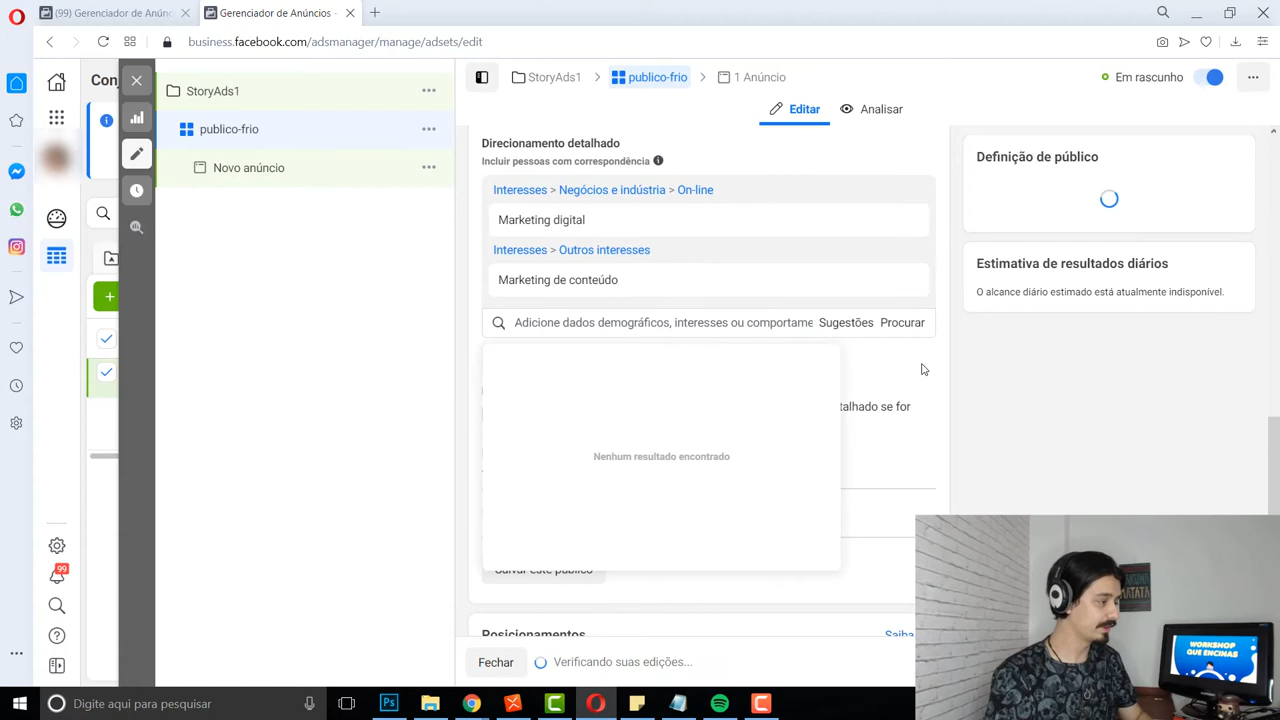 (99) Gerenciador de Anúnc
Gerenciador de Anúncios -
business.facebook.com/adsmanager/manage/adsets/edit
Con
StoryAds1
publico-frio
Novo anúncio
StoryAds1
publico-frio
1 Anúncio
Em rascunho
Editar
Analisar
Direcionamento detalhado
Incluir pessoas com correspondência
Interesses > Negócios e indústria > On-line
Marketing digital
Interesses > Outros interesses
Marketing de conteúdo
Adicione dados demográficos, interesses ou comportame
Sugestões
Procurar
talhado se for
Nenhum resultado encontrado
Salvar este público
Posicionamentos
Saiba
Fechar
Verificando suas edições...
Definição de público
Estimativa de resultados diários
O alcance diário estimado está atualmente indisponível.
99
HAKUNA
MATATA
WORKSHOP
QUE ENCINAS
Digite aqui para pesquisar